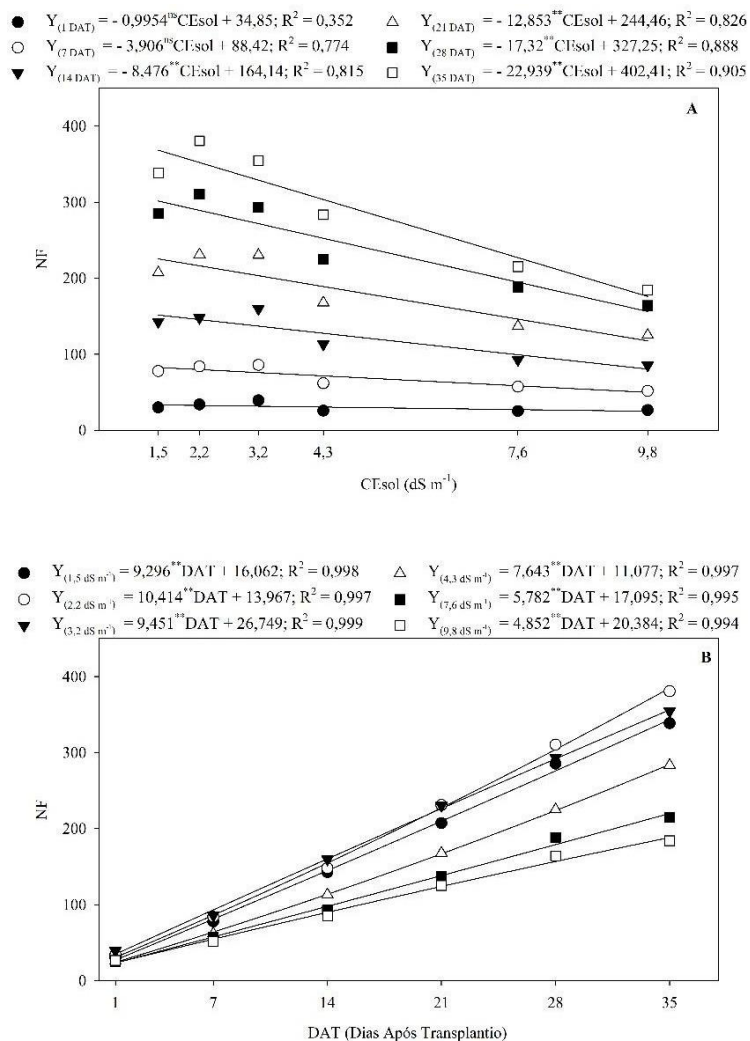 Y(1 DAT) = - 0,9954nsCEsol + 34,85; R2 = 0,352
Y(21 DAT) = - 12,853**CEsol + 244,46; R2 = 0,826
Y(7 DAT) = - 3,906nsCEsol + 88,42; R2 = 0,774
Y(28 DAT) = - 17,32**CEsol + 327,25; R2 = 0,888
Y(14 DAT) = - 8,476**CEsol + 164,14; R2 = 0,815
Y(35 DAT) = - 22,939**CEsol + 402,41; R2 = 0,905
A
400
300
NF
200
100
0
1,5 2,2 3,2 4,3 7,6 9,8
CEsol (dS m-1)
Y(1,5 dS m-1) = 9,296**DAT + 16,062; R2 = 0,998
Y(4,3 dS m-1) = 7,643**DAT + 11,077; R2 = 0,997
Y(2,2 dS m-1) = 10,414**DAT + 13,967; R2 = 0,997
Y(7,6 dS m-1) = 5,782**DAT + 17,095; R2 = 0,995
Y(3,2 dS m-1) = 9,451**DAT + 26,749; R2 = 0,999
Y(9,8 dS m-1) = 4,852**DAT + 20,384; R2 = 0,994
B
400
300
NF
200
100
0
1 7 14 21 28 35
DAT (Dias Após Transplantio)